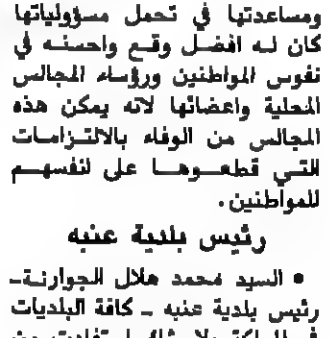 ومساعدتها في تحمل مسؤولياتها
كان له افضل وقع واحسنه في
نفوس المواطنين ورؤساء المجالس
المحلية واعضائها لانه يمكن هذه
المجالس من الوفاء بالالتزامات
التي قطعوها على انفسهم
للمواطنين.
رئيس بلدية عنبه
• السيد محمد هلال الجوارنة-
رئيس بلدية عنبه - كافة البلديات
في المملكة